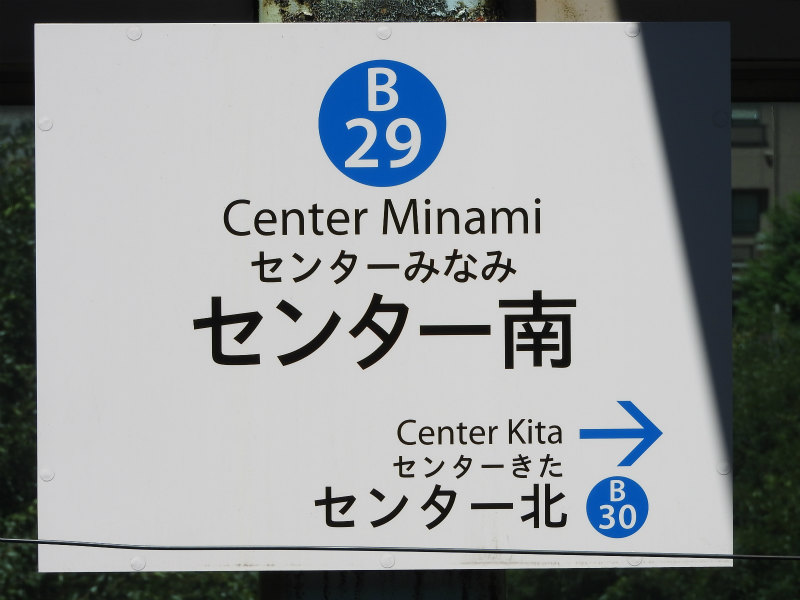 B
29
Center Minami
センターみなみ
センター南
Center Kita →
センターきた
センター北
B
30